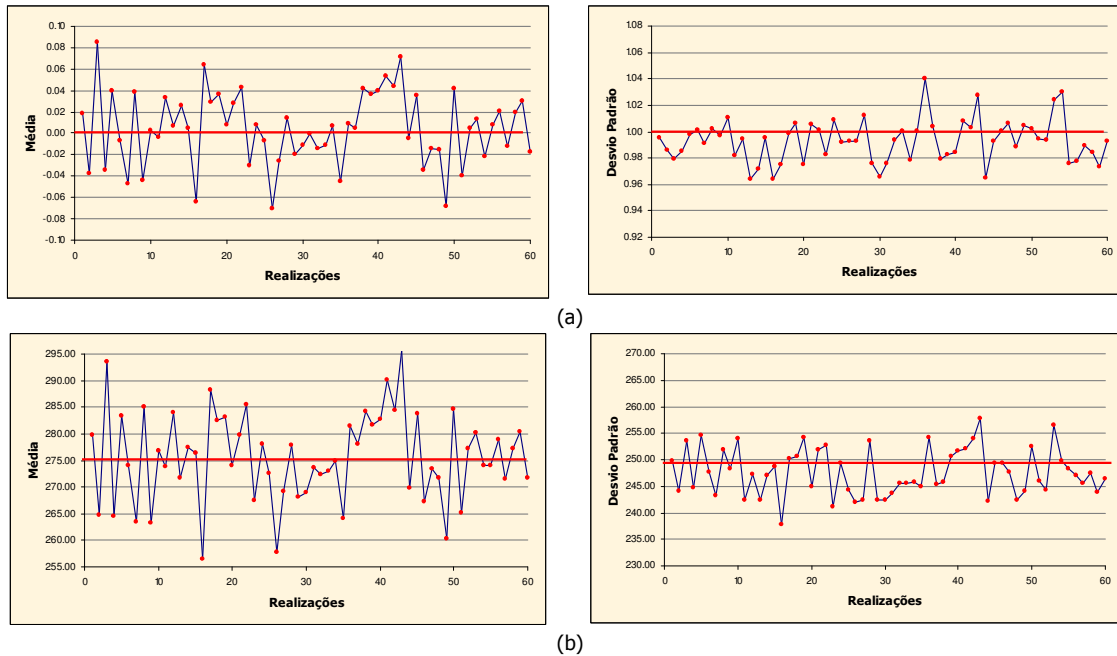 0.10
0.08
0.06
0.04
0.02
0.00
-0.02
-0.04
-0.06
-0.08
-0.10
Média
0 10 20 30 40 50 60
Realizações
1.08
1.06
1.04
1.02
1.00
0.98
0.96
0.94
0.92
Desvio Padrão
0 10 20 30 40 50 60
Realizações
(a)
295.00
290.00
285.00
280.00
275.00
270.00
265.00
260.00
255.00
Média
0 10 20 30 40 50 60
Realizações
270.00
265.00
260.00
255.00
250.00
245.00
240.00
235.00
230.00
Desvio Padrão
0 10 20 30 40 50 60
Realizações
(b)